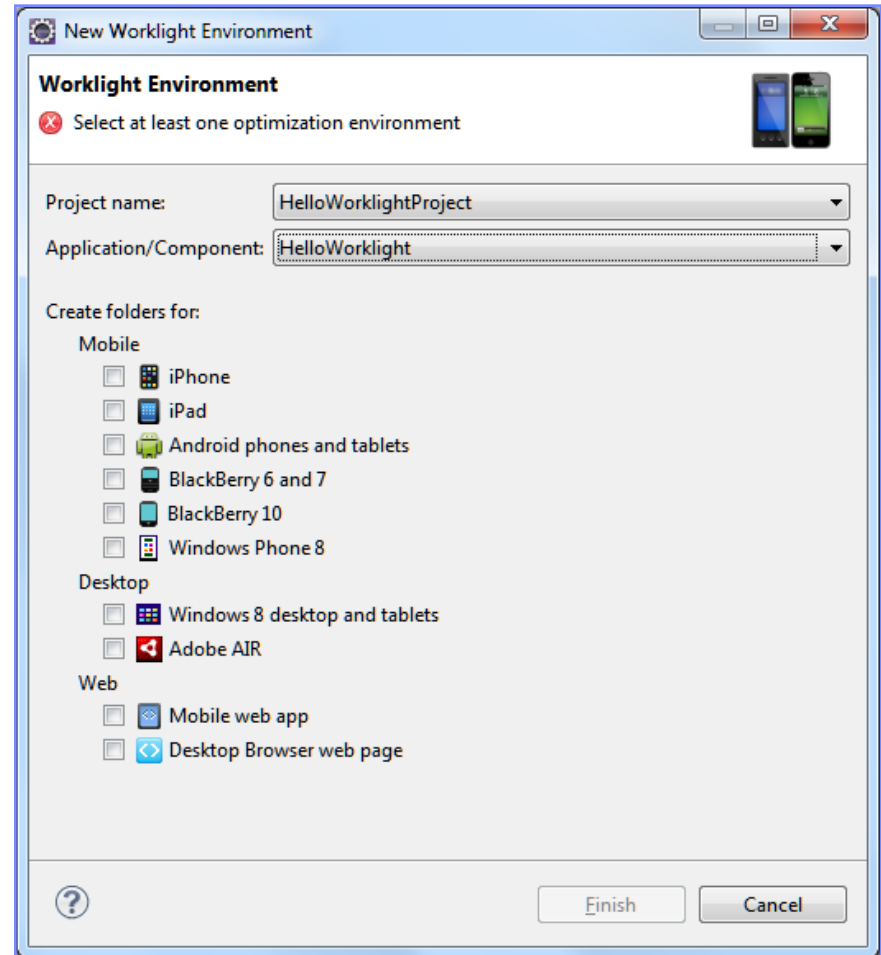 New Worklight Environment
Worklight Environment
Select at least one optimization environment
Project name: HelloWorklightProject
Application/Component: HelloWorklight
Create folders for:
Mobile
iPhone
iPad
Android phones and tablets
BlackBerry 6 and 7
BlackBerry 10
Windows Phone 8
Desktop
Windows 8 desktop and tablets
Adobe AIR
Web
Mobile web app
Desktop Browser web page
Finish Cancel